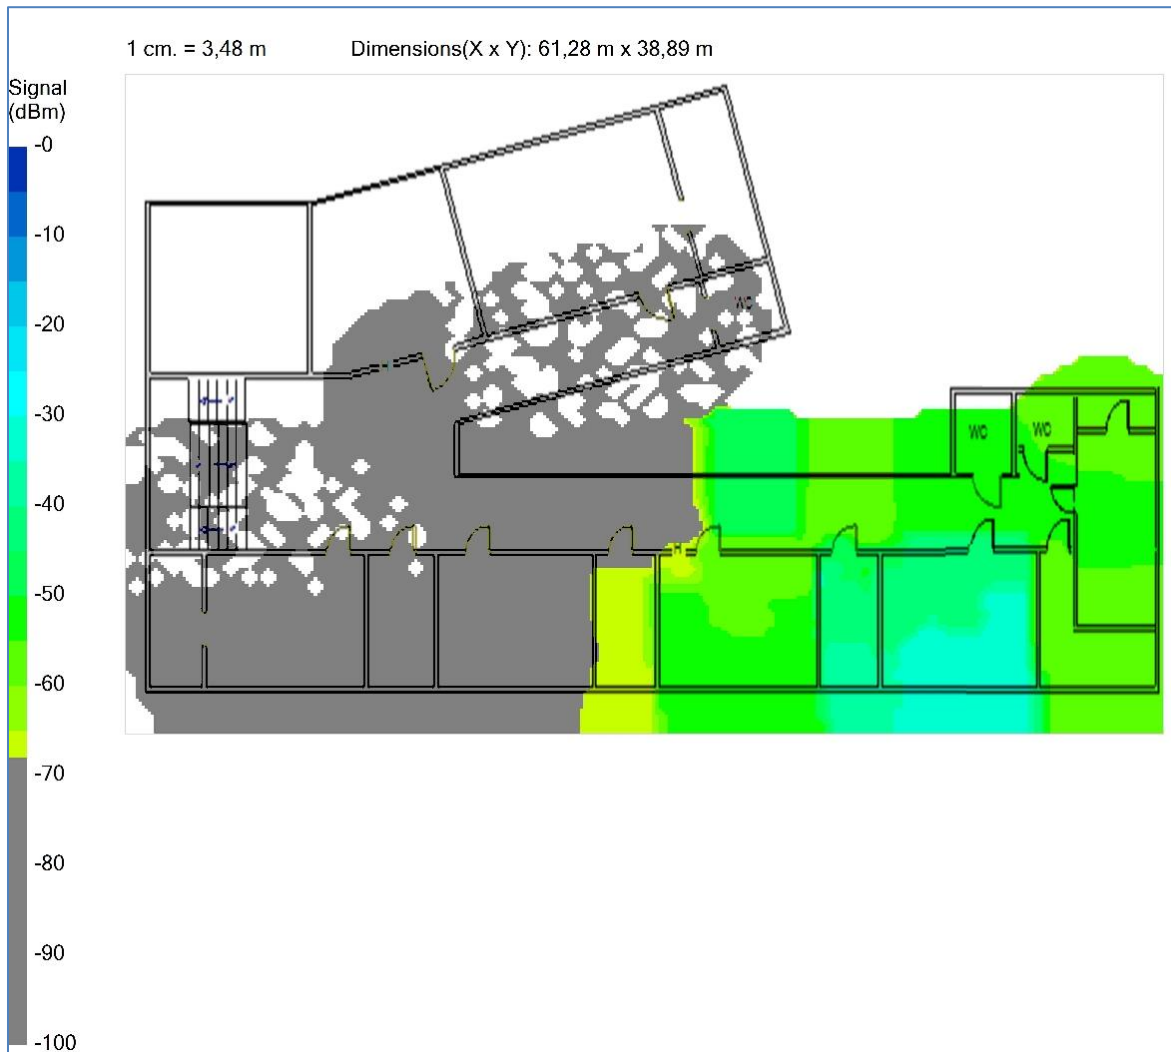 1 cm. = 3,48 m Dimensions(X x Y): 61,28 m x 38,89 m
Signal
(dBm)
-0
-10
-20
-30
-40
-50
-60
-70
-80
-90
-100
WC
WC
WC